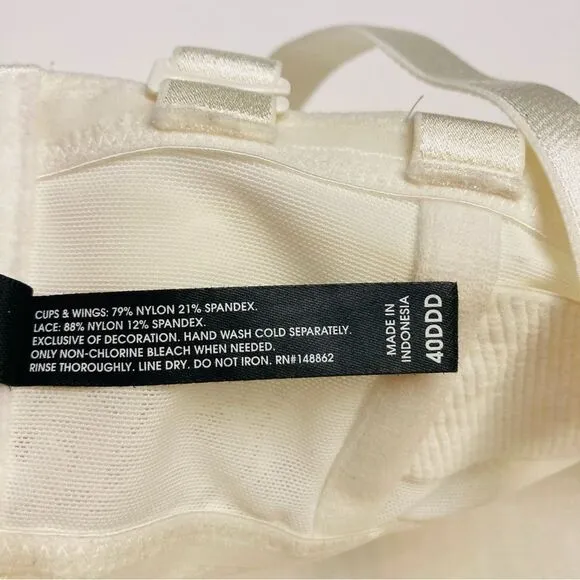 CUPS & WINGS: 79% NYLON 21% SPANDEX.
LACE: 88% NYLON 12% SPANDEX.
EXCLUSIVE OF DECORATION. HAND WASH COLD SEPARATELY.
ONLY NON-CHLORINE BLEACH WHEN NEEDED.
RINSE THOROUGHLY. LINE DRY. DO NOT IRON. RN#148862
MADE IN
INDONESIA
40DDD